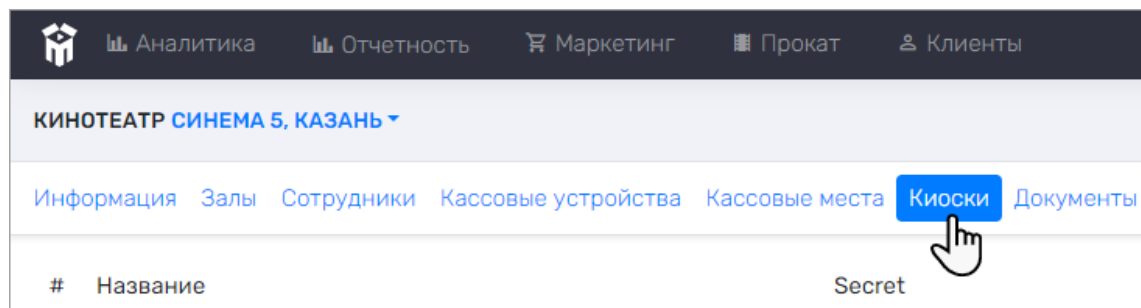 Аналитика Отчетность Маркетинг Прокат Клиенты
КИНОТЕАТР СИНЕМА 5, КАЗАНЬ
Информация Залы Сотрудники Кассовые устройства Кассовые места Киоски Документы
# Название Secret